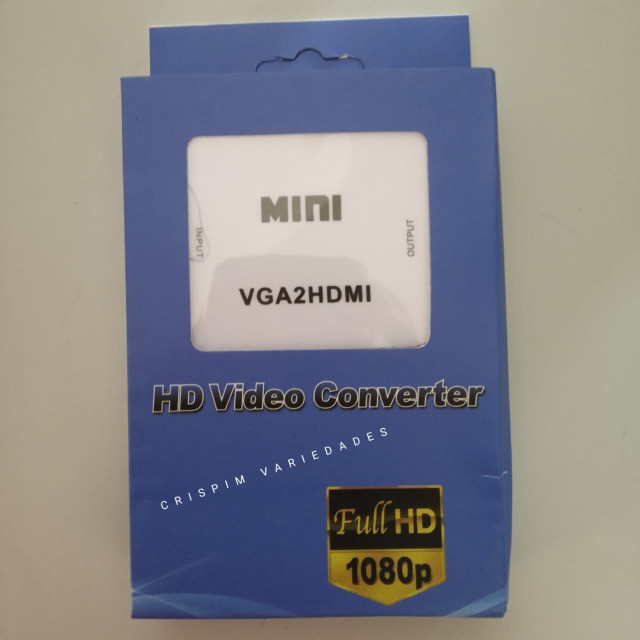 MINI
INPUT
OUTPUT
VGA2HDMI
HD Video Converter
CRISPIM VARIEDADES
Full HD
1080p